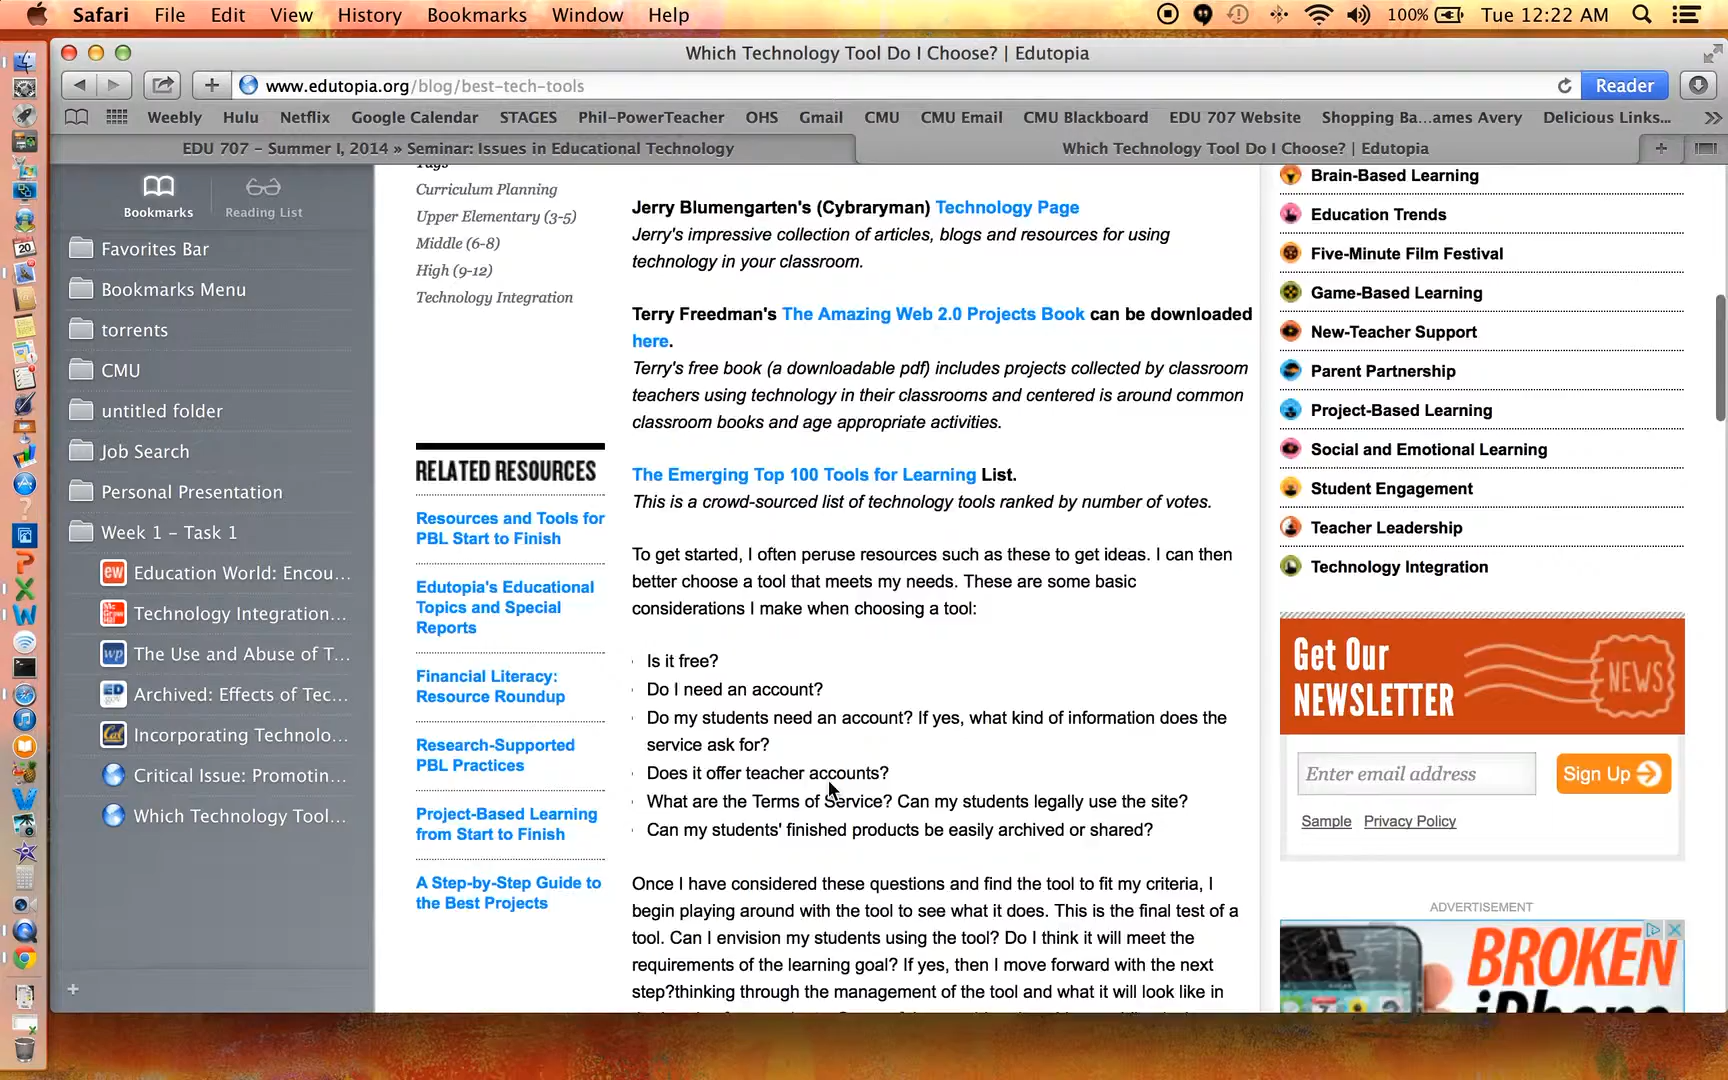 Safari File Edit View History Bookmarks Window Help 100% Tue 12:22 AM
Which Technology Tool Do I Choose? | Edutopia
www.edutopia.org/blog/best-tech-tools Reader
Weebly Hulu Netflix Google Calendar STAGES Phil-PowerTeacher OHS Gmail CMU CMU Email CMU Blackboard EDU 707 Website Shopping Ba...ames Avery Delicious Links...
EDU 707 – Summer I, 2014 » Seminar: Issues in Educational Technology
Which Technology Tool Do I Choose? | Edutopia
Bookmarks
Reading List
Favorites Bar
Bookmarks Menu
torrents
CMU
untitled folder
Job Search
Personal Presentation
Week 1 – Task 1
Education World: Encou...
Technology Integration...
The Use and Abuse of T...
Archived: Effects of Tec...
Incorporating Technolo...
Critical Issue: Promotin...
Which Technology Tool...
Tags
Curriculum Planning
Upper Elementary (3-5)
Middle (6-8)
High (9-12)
Technology Integration
RELATED RESOURCES
Resources and Tools for
PBL Start to Finish
Edutopia's Educational
Topics and Special
Reports
Financial Literacy:
Resource Roundup
Research-Supported
PBL Practices
Project-Based Learning
from Start to Finish
A Step-by-Step Guide to
the Best Projects
Jerry Blumengarten's (Cybraryman) Technology Page
Jerry's impressive collection of articles, blogs and resources for using
technology in your classroom.
Terry Freedman's The Amazing Web 2.0 Projects Book can be downloaded
here.
Terry's free book (a downloadable pdf) includes projects collected by classroom
teachers using technology in their classrooms and centered is around common
classroom books and age appropriate activities.
The Emerging Top 100 Tools for Learning List.
This is a crowd-sourced list of technology tools ranked by number of votes.
To get started, I often peruse resources such as these to get ideas. I can then
better choose a tool that meets my needs. These are some basic
considerations I make when choosing a tool:
Is it free?
Do I need an account?
Do my students need an account? If yes, what kind of information does the
service ask for?
Does it offer teacher accounts?
What are the Terms of Service? Can my students legally use the site?
Can my students' finished products be easily archived or shared?
Once I have considered these questions and find the tool to fit my criteria, I
begin playing around with the tool to see what it does. This is the final test of a
tool. Can I envision my students using the tool? Do I think it will meet the
requirements of the learning goal? If yes, then I move forward with the next
step?thinking through the management of the tool and what it will look like in
Brain-Based Learning
Education Trends
Five-Minute Film Festival
Game-Based Learning
New-Teacher Support
Parent Partnership
Project-Based Learning
Social and Emotional Learning
Student Engagement
Teacher Leadership
Technology Integration
Get Our
NEWSLETTER
NEWS
Enter email address Sign Up
Sample Privacy Policy
ADVERTISEMENT
BROKEN
iPhone